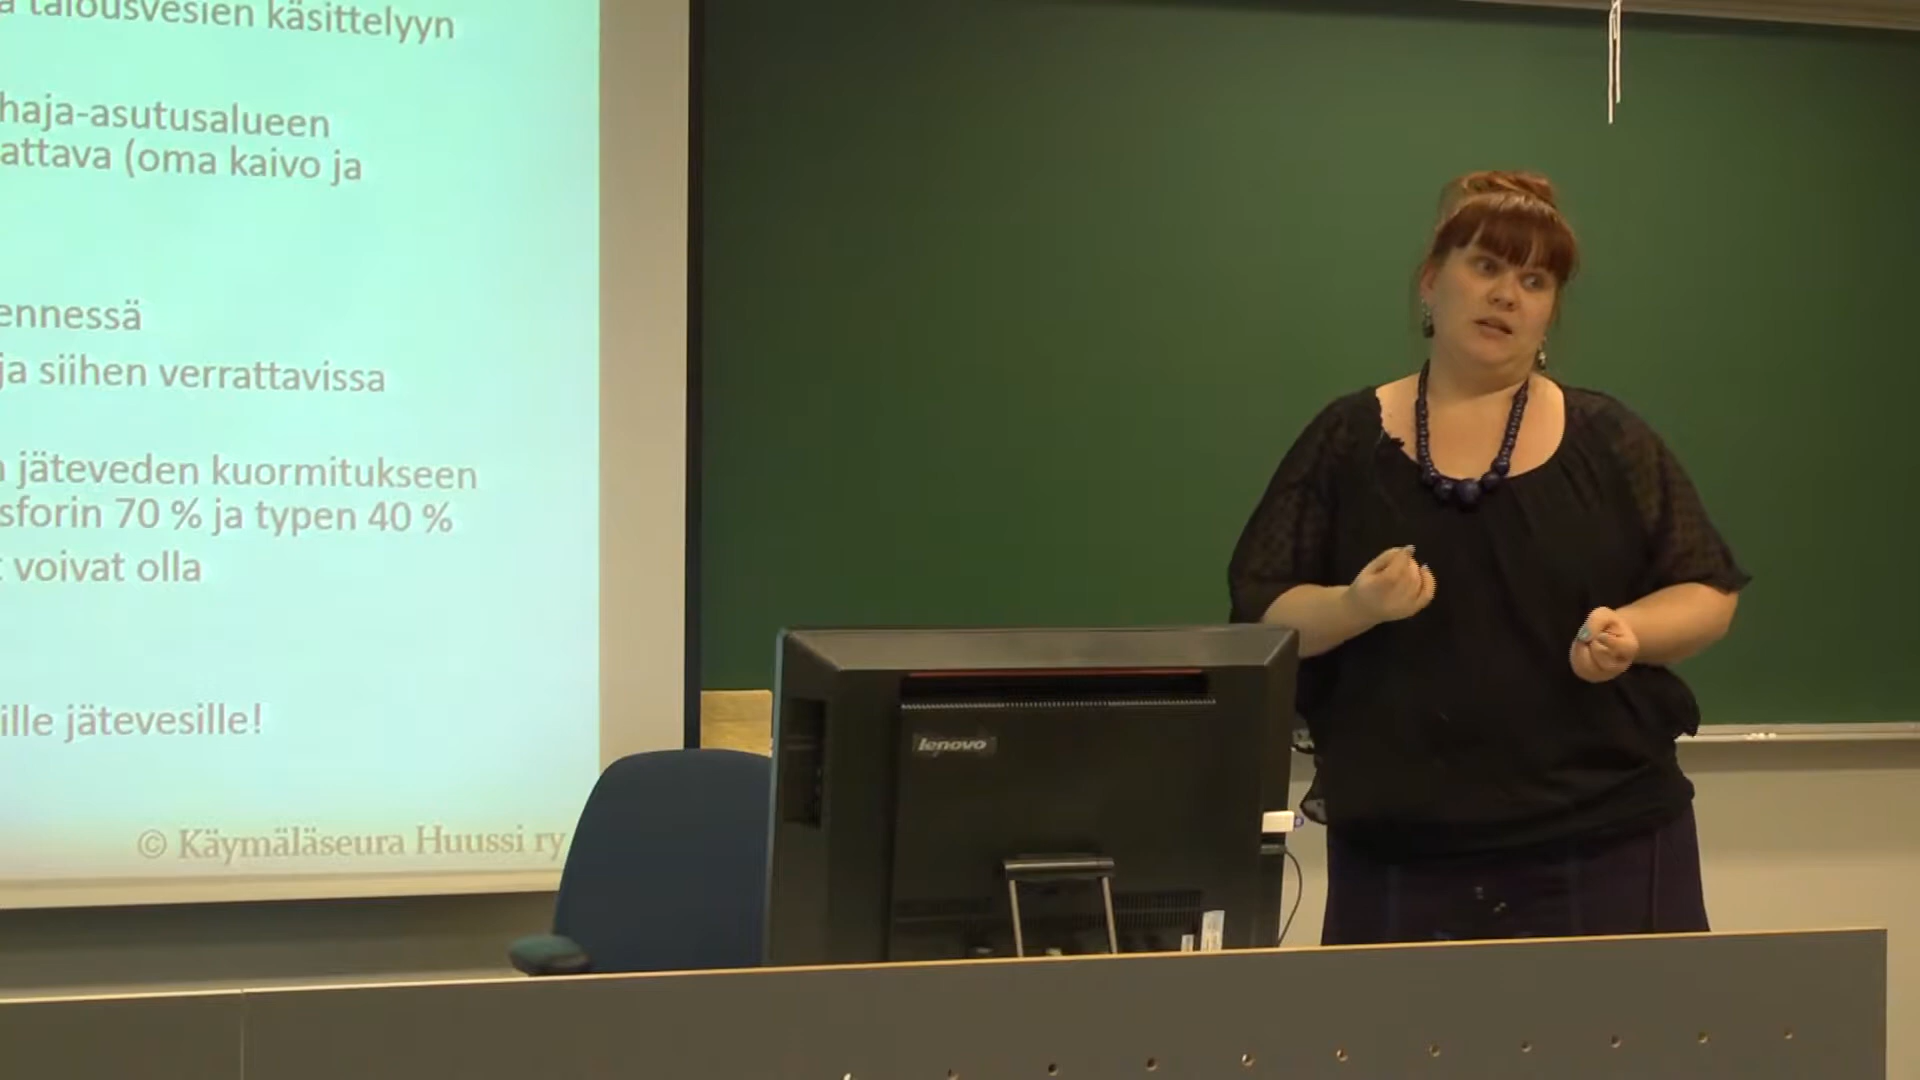 talousvesien käsittelyyn
haja-asutusalueen
attava (oma kaivo ja
ennessä
ja siihen verrattavissa
jäteveden kuormitukseen
sforin 70 % ja typen 40 %
voivat olla
ille jätevesille!
© Käymäläseura Huussi ry
lenovo